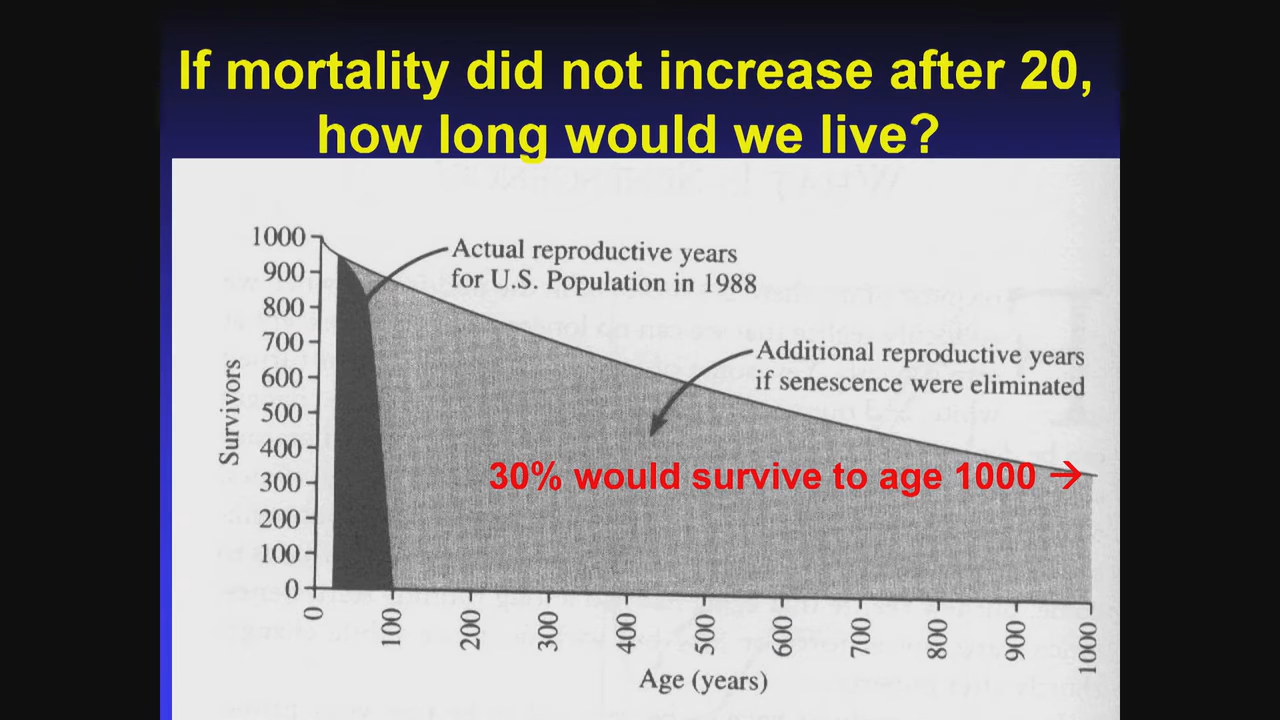 If mortality did not increase after 20,
how long would we live?
1000
900
800
700
600
500
400
300
200
100
0
Survivors
Actual reproductive years
for U.S. Population in 1988
Additional reproductive years
if senescence were eliminated
30% would survive to age 1000 →
0
100
200
300
400
500
600
700
800
900
1000
Age (years)